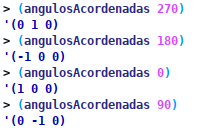 > (angulosAcordenadas 270)
'(0 1 0)
> (angulosAcordenadas 180)
'(-1 0 0)
> (angulosAcordenadas 0)
'(1 0 0)
> (angulosAcordenadas 90)
'(0 -1 0)